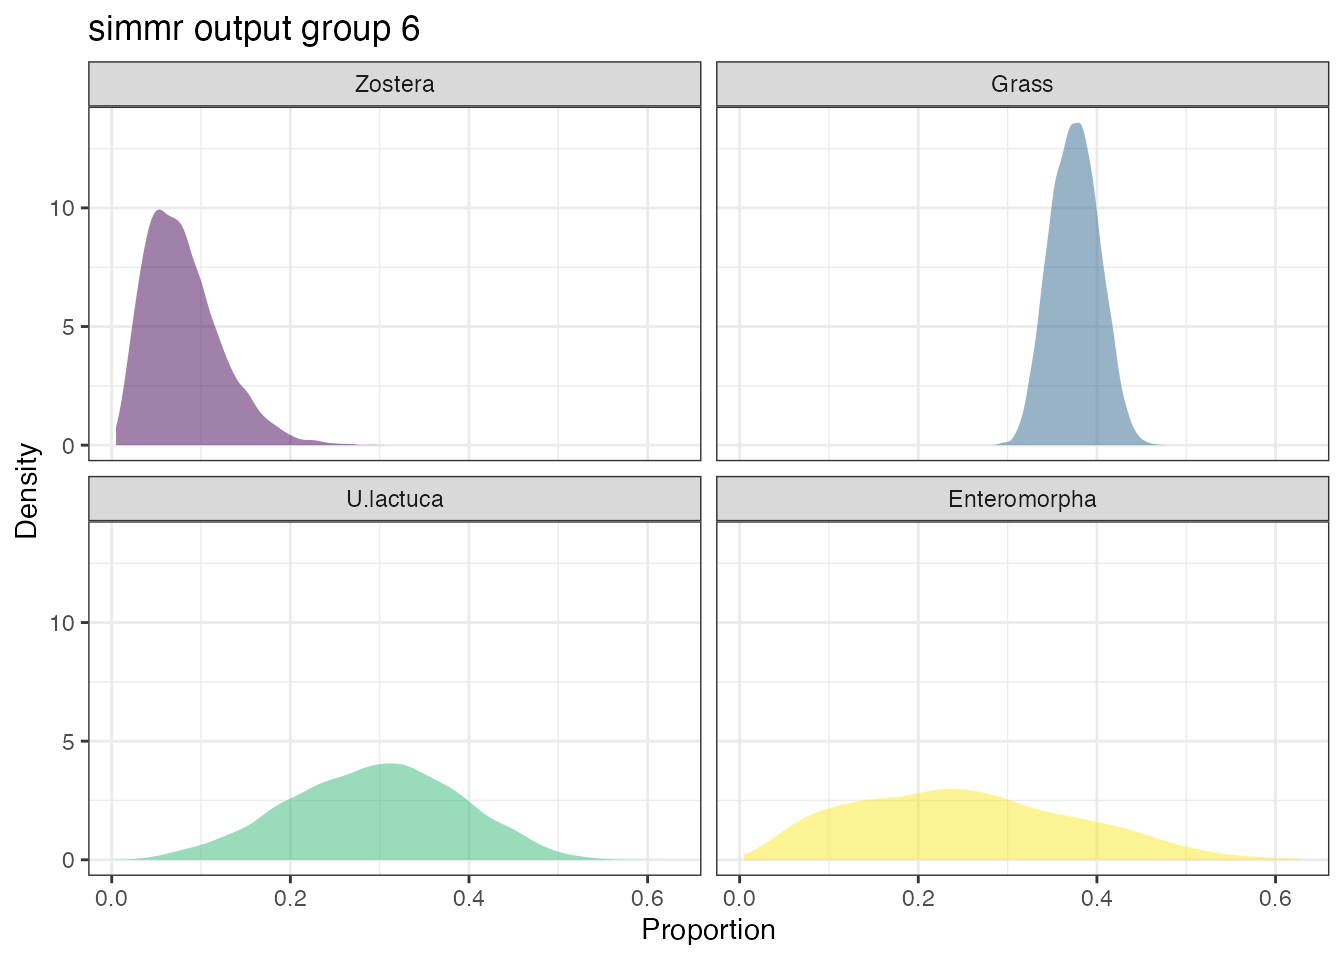 simmr output group 6
Zostera
Grass
10
5
0
U.lactuca
Enteromorpha
10
5
0
Density
0.0 0.2 0.4 0.6 0.0 0.2 0.4 0.6
Proportion